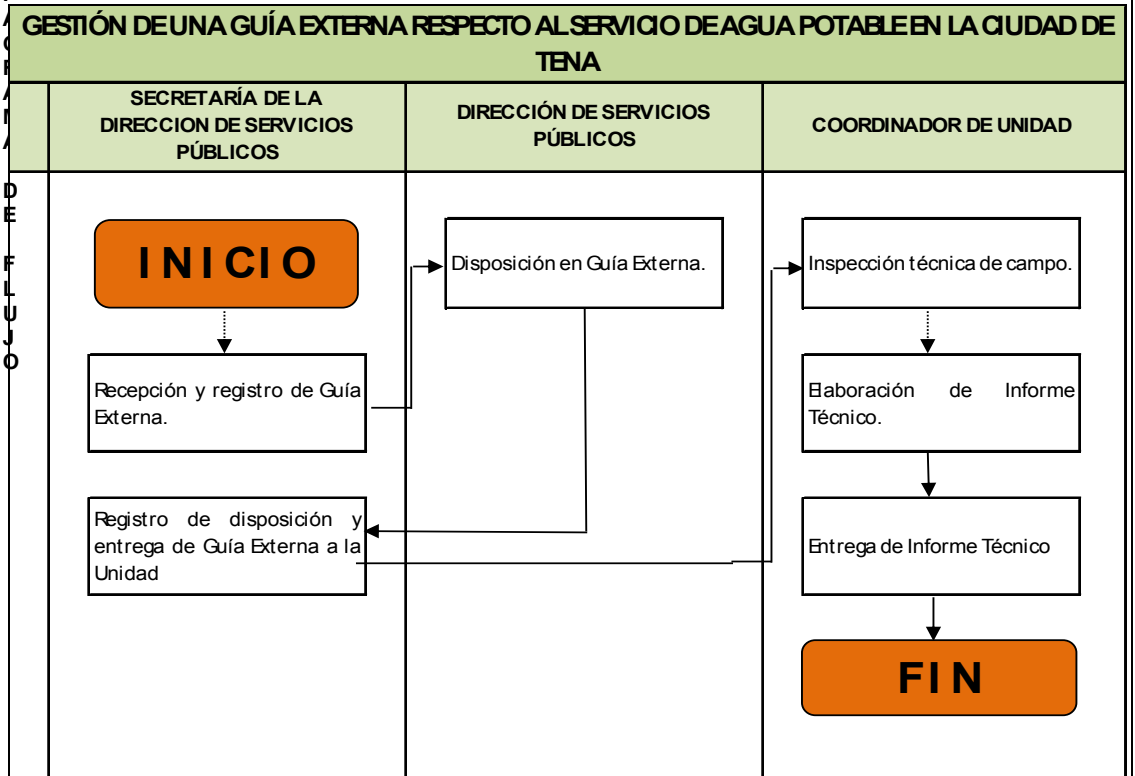 GESTIÓN DE UNA GUÍA EXTERNA RESPECTO AL SERVICIO DE AGUA POTABLE EN LA CIUDAD DE
TENA
SECRETARÍA DE LA
DIRECCION DE SERVICIOS
PÚBLICOS
DIRECCIÓN DE SERVICIOS
PÚBLICOS
COORDINADOR DE UNIDAD
DE FLUJO
INICIO
Disposición en Guía Externa.
Inspección técnica de campo.
Recepción y registro de Guía
Externa.
Elaboración de Informe
Técnico.
Registro de disposición y
entrega de Guía Externa a la
Unidad
Entrega de Informe Técnico
FIN